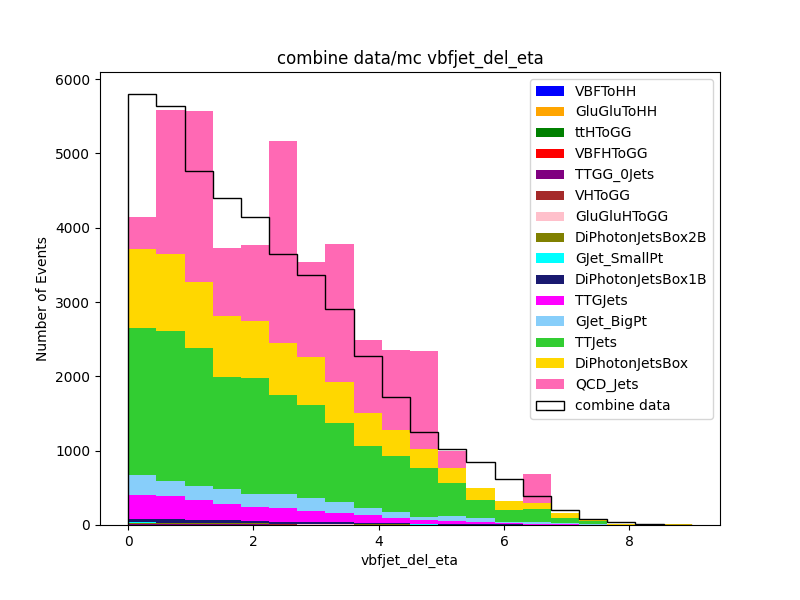 combine data/mc vbfjet_del_eta
6000
5000
4000
3000
2000
1000
0
Number of Events
0
2
4
6
8
vbfjet_del_eta
VBFToHH
GluGluToHH
ttHToGG
VBFHToGG
TTGG_0Jets
VHToGG
GluGluHToGG
DiPhotonJetsBox2B
GJet_SmallPt
DiPhotonJetsBox1B
TTGJets
GJet_BigPt
TTJets
DiPhotonJetsBox
QCD_Jets
combine data